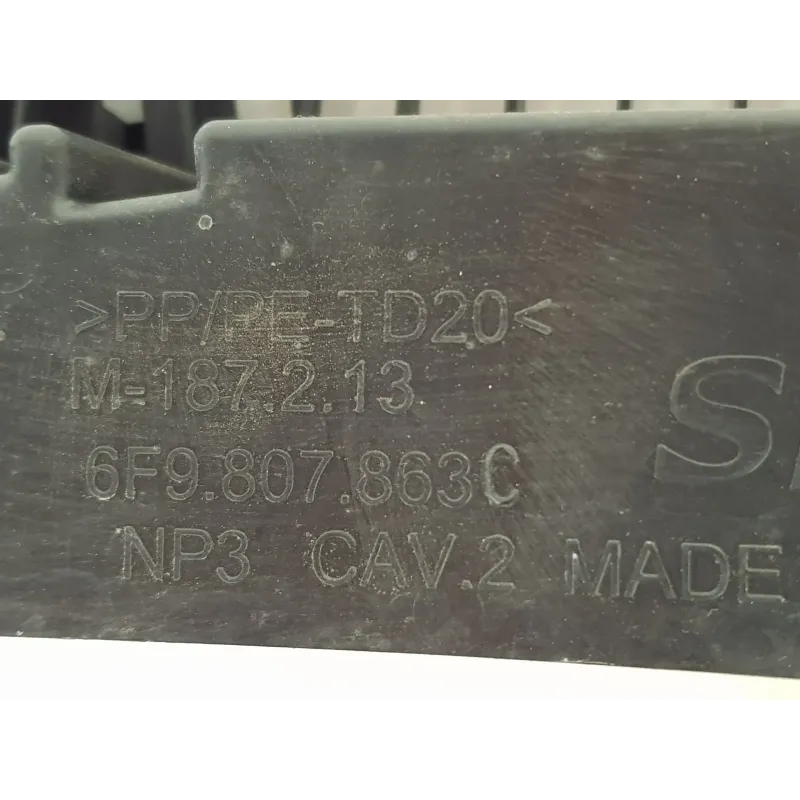 >PP/PE-TD20<
M-187.2.13
6F9.807.863C
NP3 CAV.2 MADE
S